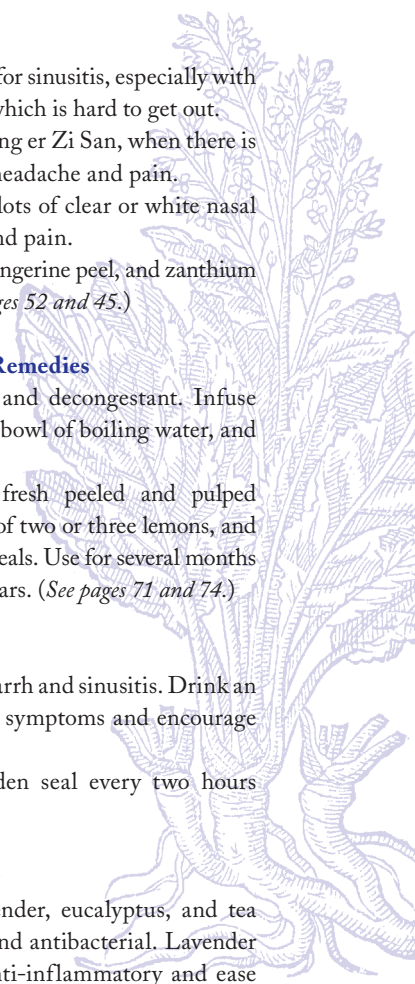 for sinusitis, especially with
which is hard to get out.
ng er Zi San, when there is
headache and pain.
lots of clear or white nasal
nd pain.
ngerine peel, and zanthium
ges 52 and 45.)
Remedies
and decongestant. Infuse
bowl of boiling water, and
fresh peeled and pulped
of two or three lemons, and
eals. Use for several months
ars. (See pages 71 and 74.)
arrh and sinusitis. Drink an
symptoms and encourage
den seal every two hours
nder, eucalyptus, and tea
nd antibacterial. Lavender
nti-inflammatory and ease